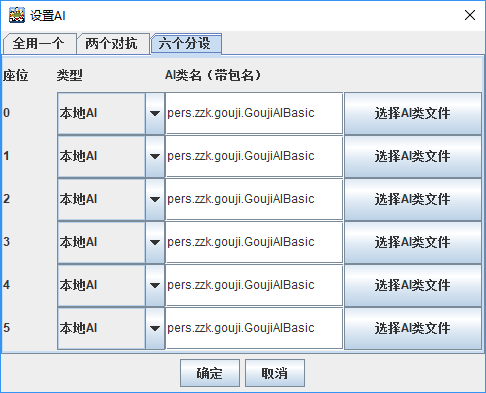 设置AI
全用一个 两个对抗 六个分设
座位 类型 AI类名（带包名）
0 本地AI pers.zzk.gouji.GoujiAIBasic 选择AI类文件
1 本地AI pers.zzk.gouji.GoujiAIBasic 选择AI类文件
2 本地AI pers.zzk.gouji.GoujiAIBasic 选择AI类文件
3 本地AI pers.zzk.gouji.GoujiAIBasic 选择AI类文件
4 本地AI pers.zzk.gouji.GoujiAIBasic 选择AI类文件
5 本地AI pers.zzk.gouji.GoujiAIBasic 选择AI类文件
确定 取消